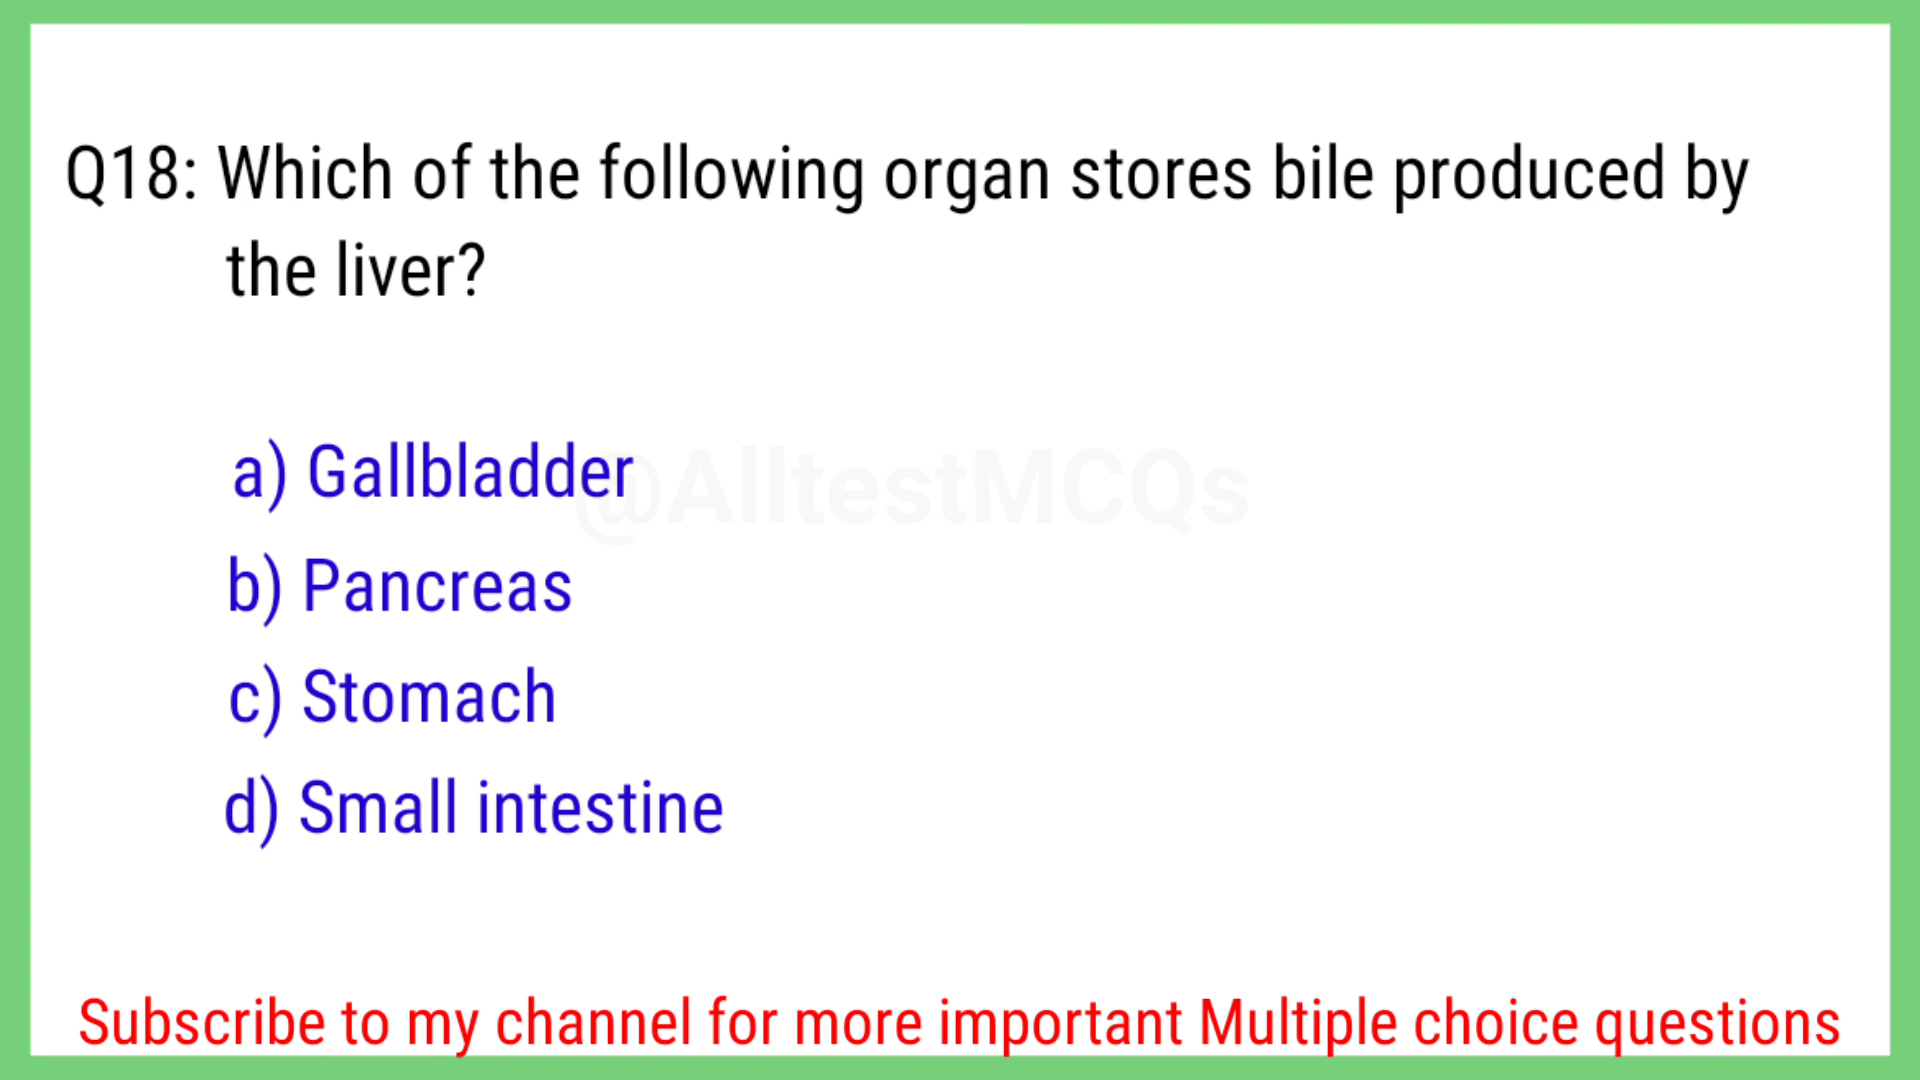 Q18: Which of the following organ stores bile produced by
the liver?
a) Gallbladder
@AlltestMCQs
b) Pancreas
c) Stomach
d) Small intestine
Subscribe to my channel for more important Multiple choice questions